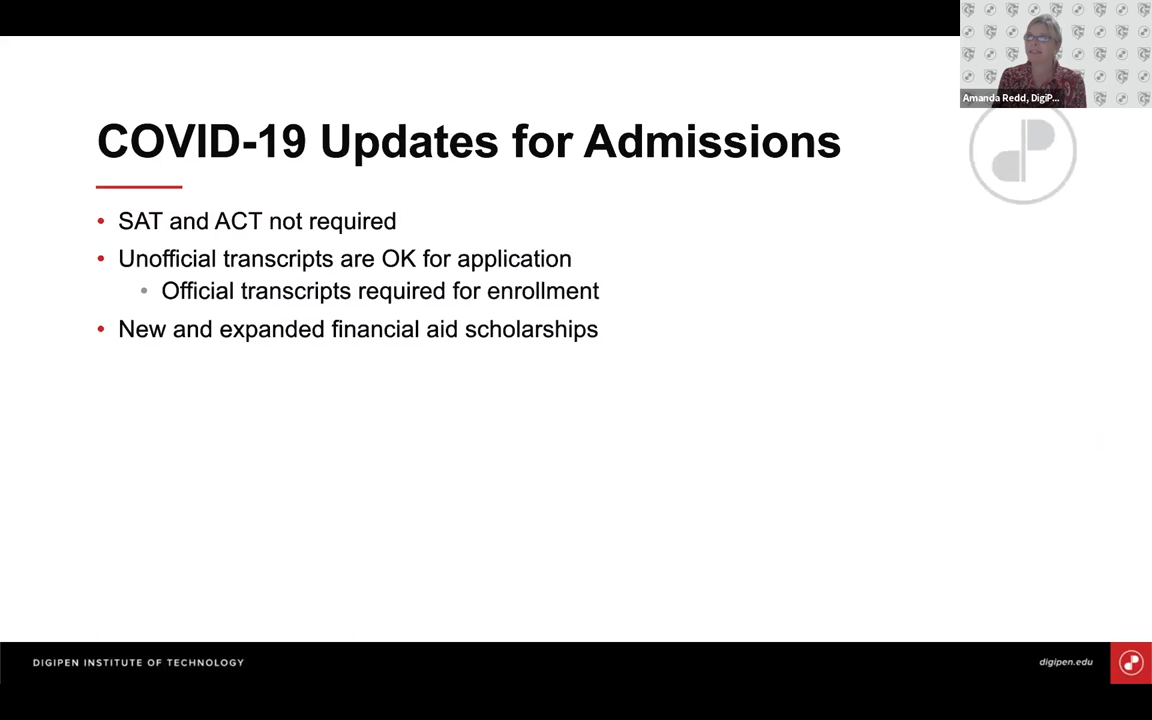 Amanda Redd, DigiP...
COVID-19 Updates for Admissions
• SAT and ACT not required
• Unofficial transcripts are OK for application
• Official transcripts required for enrollment
• New and expanded financial aid scholarships
DIGIPEN INSTITUTE OF TECHNOLOGY
digipen.edu